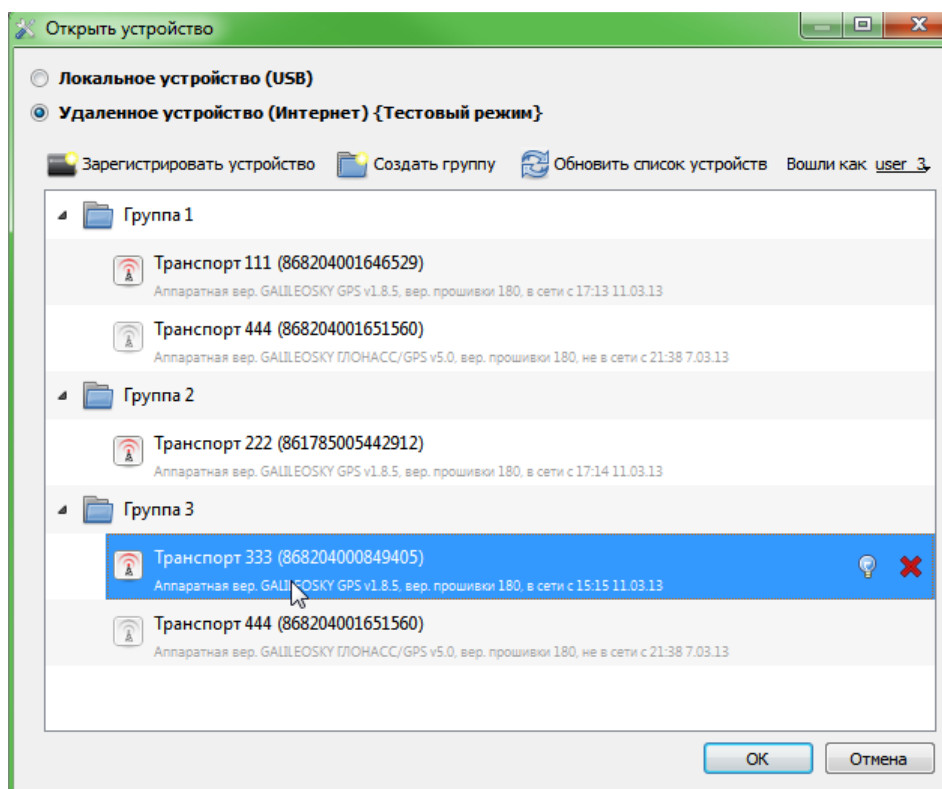 Открыть устройство
Локальное устройство (USB)
Удаленное устройство (Интернет) {Тестовый режим}
Зарегистрировать устройство Создать группу Обновить список устройств Вошли как user_3
Группа 1
Транспорт 111 (868204001646529)
Аппаратная вер. GALILEOSKY GPS v1.8.5, вер. прошивки 180, в сети с 17:13 11.03.13
Транспорт 444 (868204001651560)
Аппаратная вер. GALILEOSKY ГЛОНАСС/GPS v5.0, вер. прошивки 180, не в сети с 21:38 7.03.13
Группа 2
Транспорт 222 (861785005442912)
Аппаратная вер. GALILEOSKY GPS v1.8.5, вер. прошивки 180, в сети с 17:14 11.03.13
Группа 3
Транспорт 333 (868204000849405)
Аппаратная вер. GALILEOSKY GPS v1.8.5, вер. прошивки 180, в сети с 15:15 11.03.13
Транспорт 444 (868204001651560)
Аппаратная вер. GALILEOSKY ГЛОНАСС/GPS v5.0, вер. прошивки 180, не в сети с 21:38 7.03.13
OK Отмена